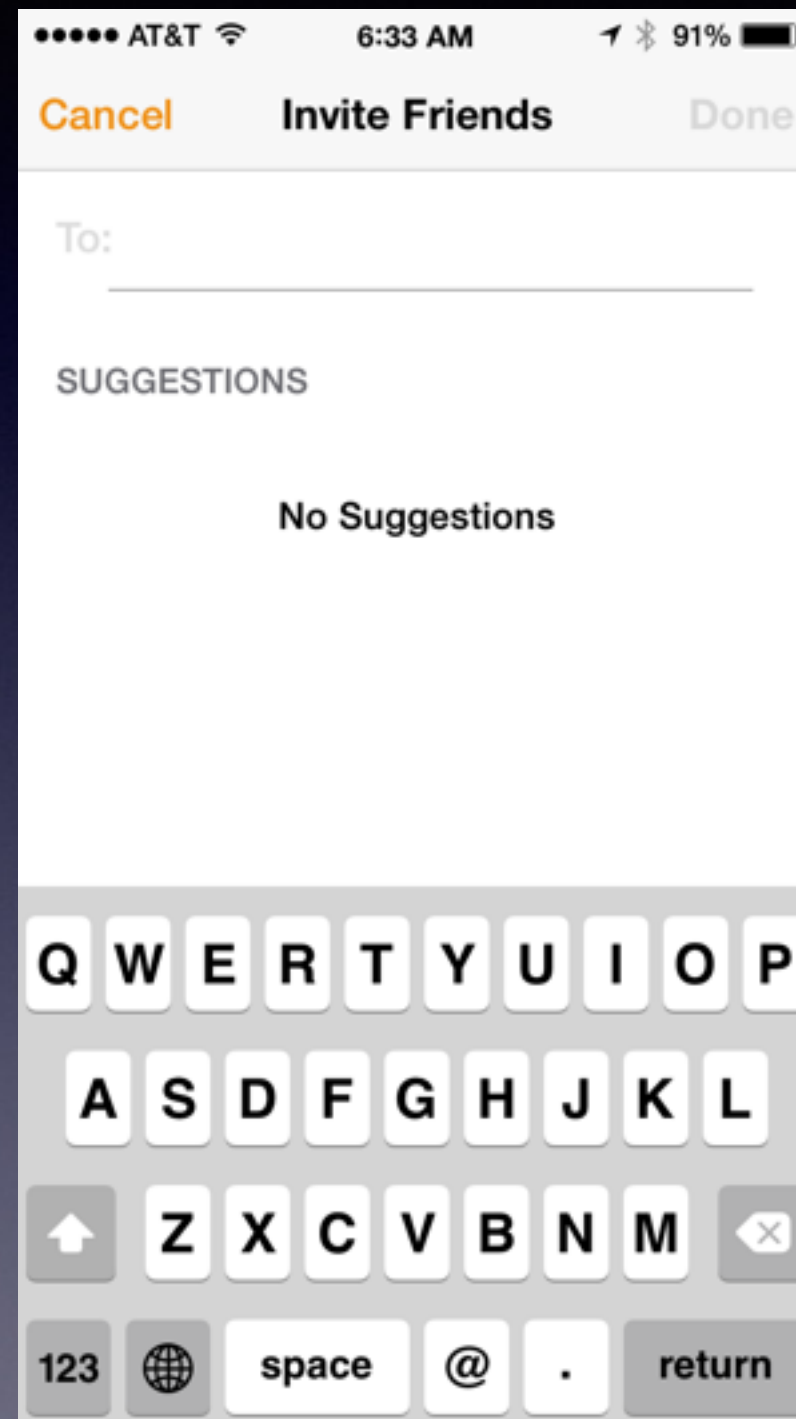 AT&T 6:33 AM 91%
Cancel Invite Friends Done
To:
SUGGESTIONS
No Suggestions
Q W E R T Y U I O P
A S D F G H J K L
Z X C V B N M
123 space @ . return